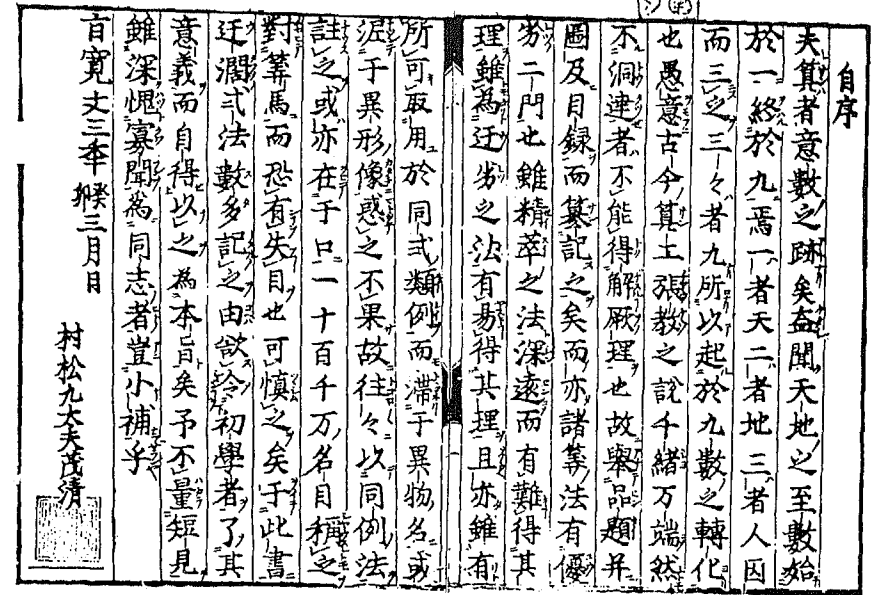 自序
夫算者意數之跡矣盍聞天地之至數始
於一終於九焉一者天二者地三者人因
而三之三々者九所以起於九數之轉化
也愚意古今算士張教之說千緒万端然
不洞達者不能得解厥理也故舉品題并
圖及目録而纂記之矣而亦諸筭法有優
劣二門也雖精萃之法深遠而有難得其
理雖為迂劣之法有易得其理且亦雖有
所可取用於同弍類例而滯于異物名或
泥于異形像惑之不果故往々以同例法
註之或亦在于口一十百千万名目稱之
對筭馬而恐有失目也可慎之矣于此書
迂濶弍法數多記之由欲令初學者了其
意義而自得以之為本旨矣予不量短見
雖深愧寡聞為同志者豈小補乎
旹寛文三年癸卯三月日
村松九太夫茂清